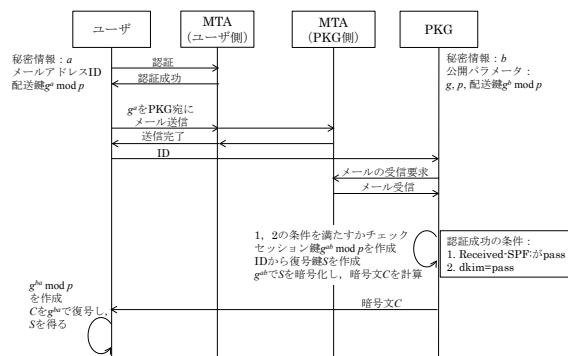 ユーザ
MTA
(ユーザ側)
MTA
(PKG側)
PKG
秘密情報：a
メールアドレスID
配送鍵g^a mod p
秘密情報：b
公開パラメータ：
g, p, 配送鍵g^b mod p
認証
認証成功
g^aをPKG宛に
メール送信
送信完了
ID
メールの受信要求
メール受信
1，2の条件を満たすかチェック
セッション鍵g^ab mod pを作成
IDから復号鍵Sを作成
g^abでSを暗号化し，暗号文Cを計算
認証成功の条件：
1. Received-SPF:がpass
2. dkim=pass
g^ba mod p
を作成
Cをg^baで復号し，
Sを得る
暗号文C